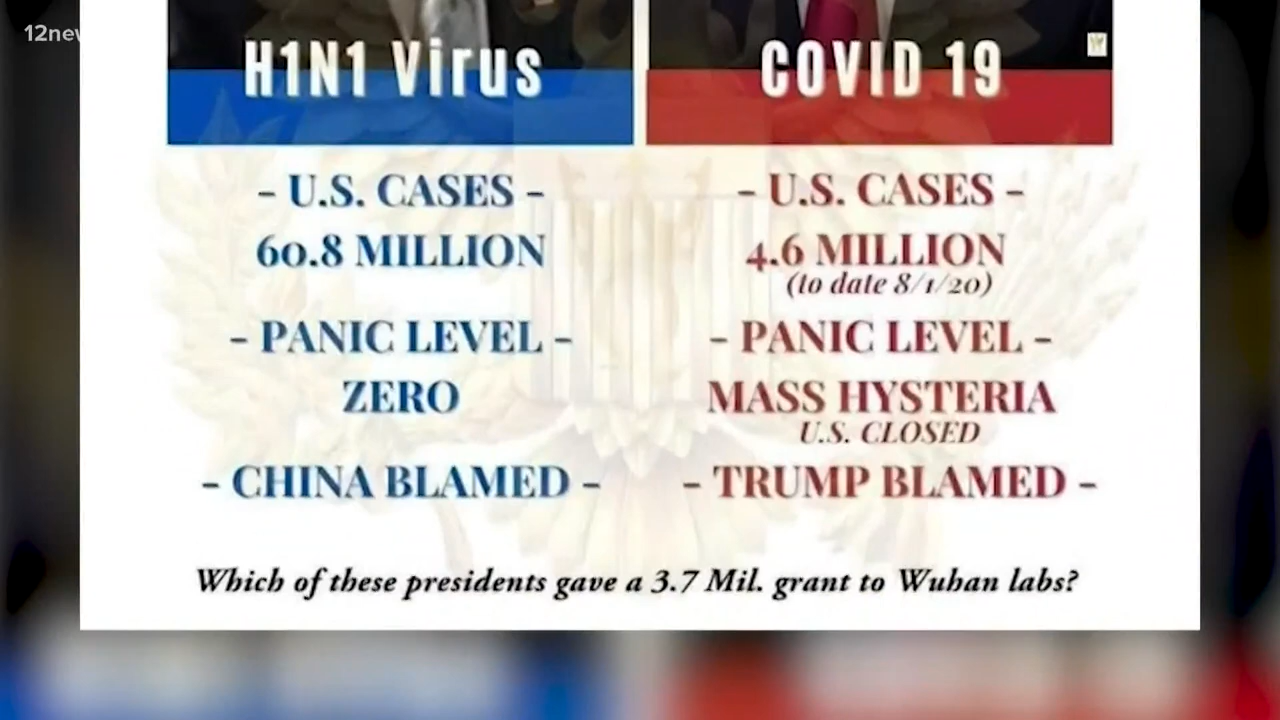 12new
H1N1 Virus
COVID 19
- U.S. CASES -
60.8 MILLION
- PANIC LEVEL -
ZERO
- CHINA BLAMED -
- U.S. CASES -
4.6 MILLION
(to date 8/1/20)
- PANIC LEVEL -
MASS HYSTERIA
U.S. CLOSED
- TRUMP BLAMED -
Which of these presidents gave a 3.7 Mil. grant to Wuhan labs?